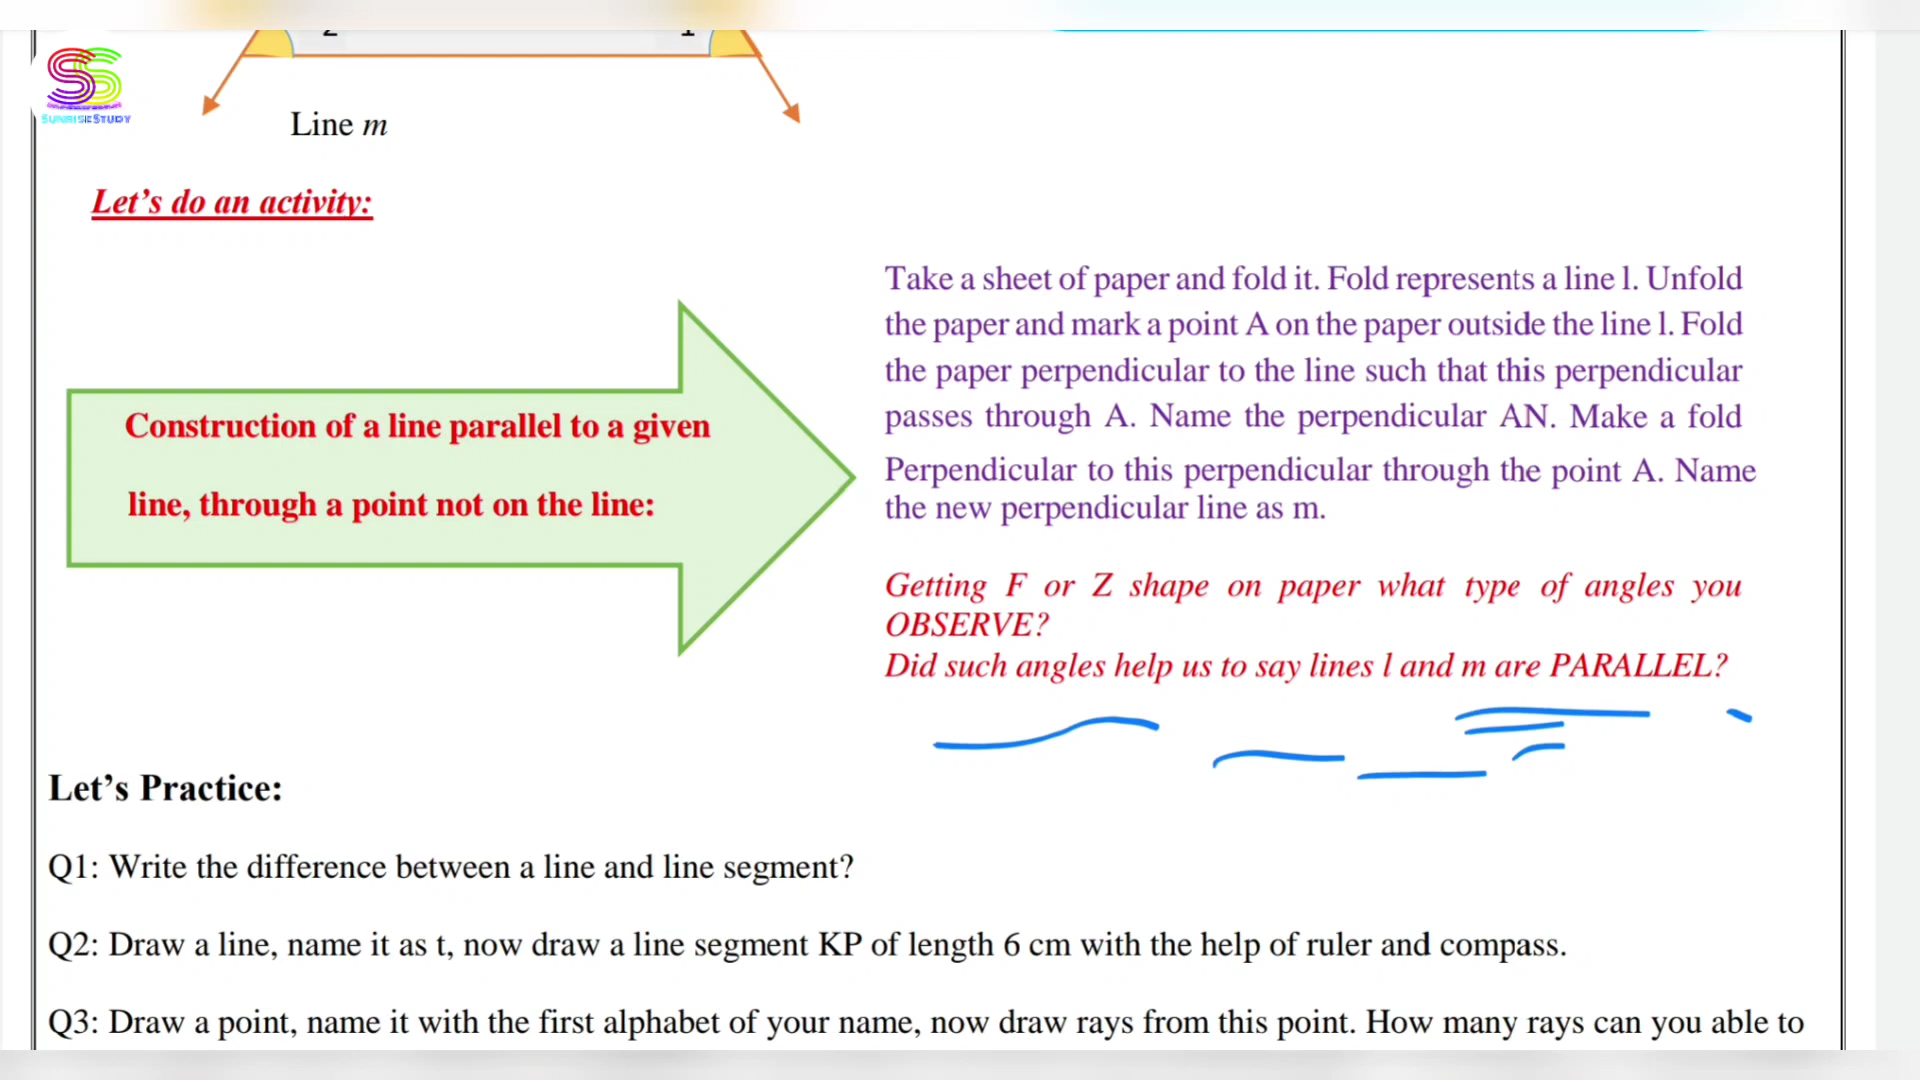 2 1
SUNRISESTUDY
Line m
Let’s do an activity:
Construction of a line parallel to a given
line, through a point not on the line:
Take a sheet of paper and fold it. Fold represents a line l. Unfold
the paper and mark a point A on the paper outside the line l. Fold
the paper perpendicular to the line such that this perpendicular
passes through A. Name the perpendicular AN. Make a fold
Perpendicular to this perpendicular through the point A. Name
the new perpendicular line as m.
Getting F or Z shape on paper what type of angles you
OBSERVE?
Did such angles help us to say lines l and m are PARALLEL?
Let’s Practice:
Q1: Write the difference between a line and line segment?
Q2: Draw a line, name it as t, now draw a line segment KP of length 6 cm with the help of ruler and compass.
Q3: Draw a point, name it with the first alphabet of your name, now draw rays from this point. How many rays can you able to